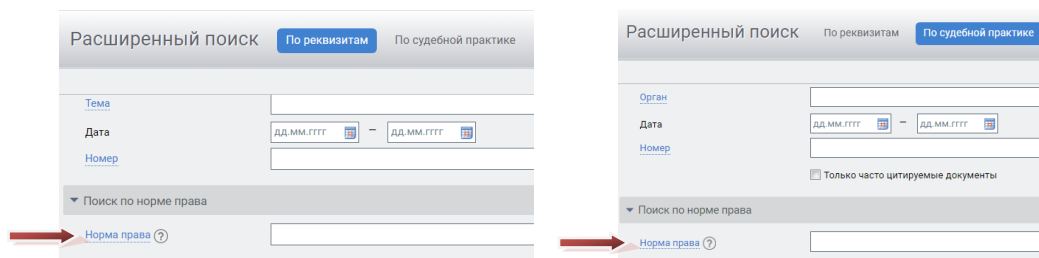 Расширенный поиск По реквизитам По судебной практике
Тема
Дата дд.мм.гггг – дд.мм.гггг
Номер
Поиск по норме права
Норма права ?
Расширенный поиск По реквизитам По судебной практике
Орган
Дата дд.мм.гггг – дд.мм.гггг
Номер
Только часто цитируемые документы
Поиск по норме права
Норма права ?